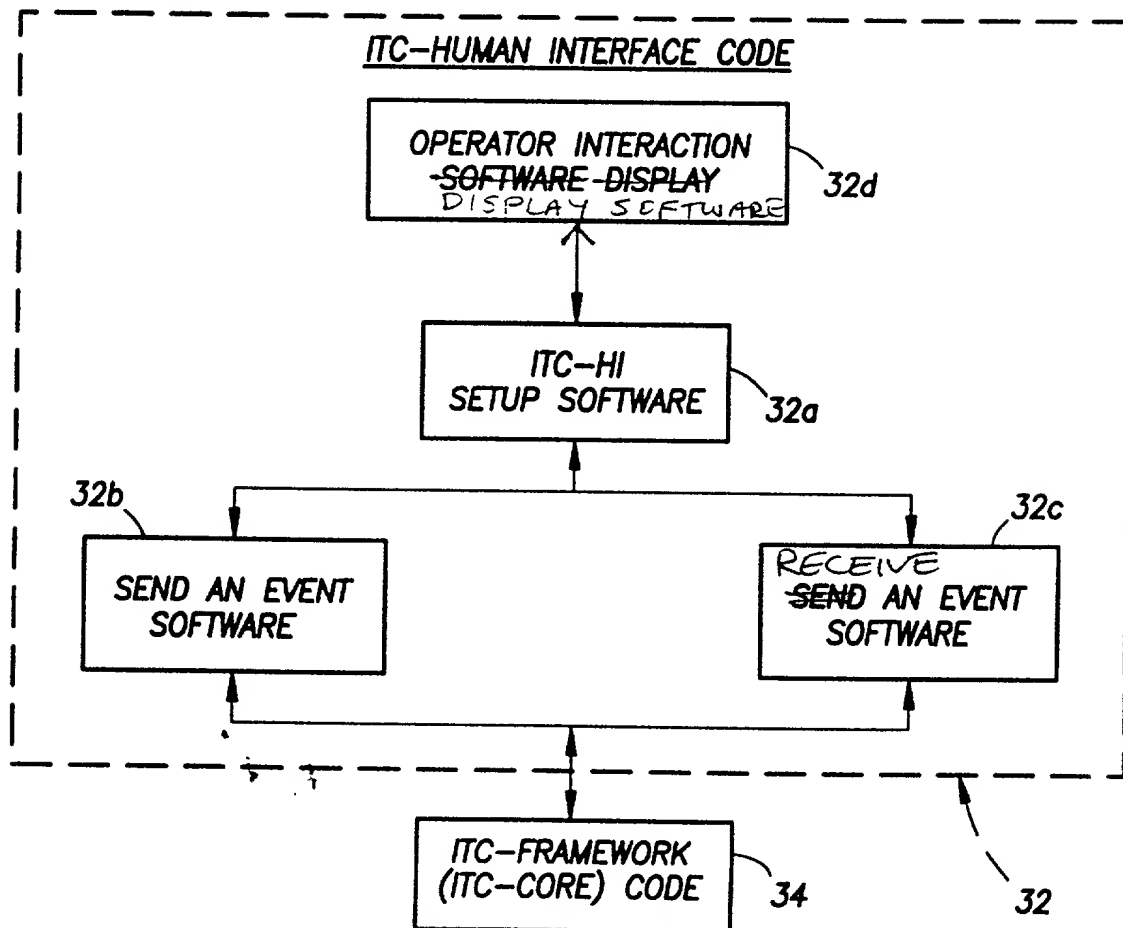 ITC-HUMAN INTERFACE CODE
OPERATOR INTERACTION
SOFTWARE DISPLAY
DISPLAY SOFTWARE
32d
ITC-HI
SETUP SOFTWARE
32a
32b
SEND AN EVENT
SOFTWARE
32c
RECEIVE
SEND AN EVENT
SOFTWARE
ITC-FRAMEWORK
(ITC-CORE) CODE
34
32